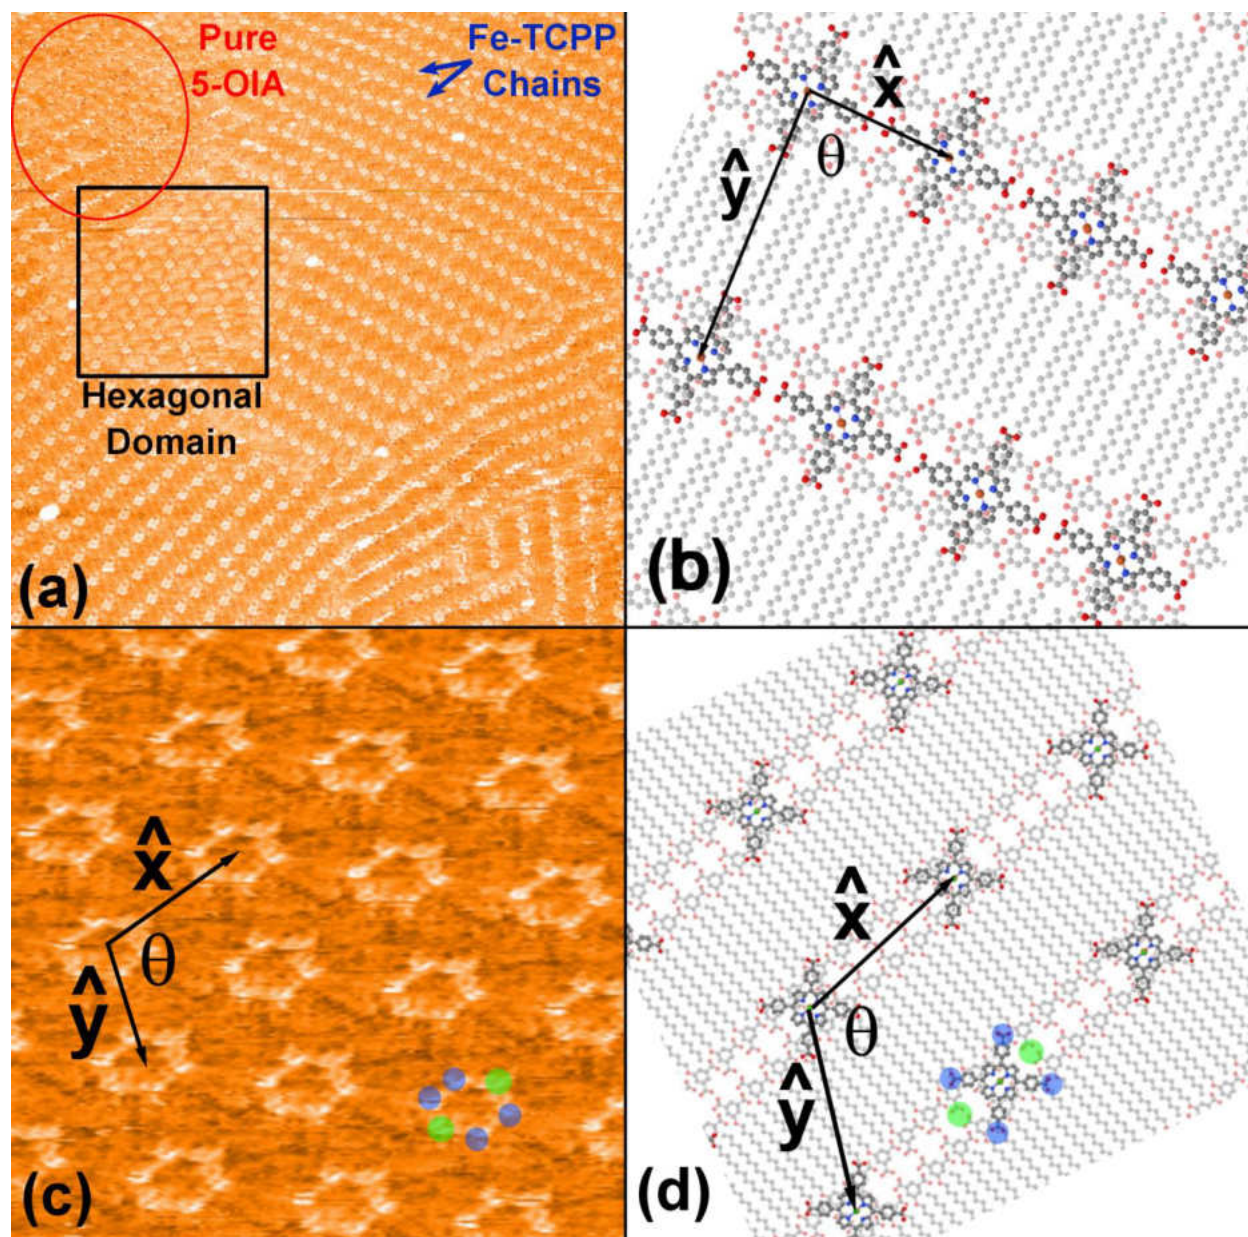 Pure
5-OIA
Fe-TCPP
Chains
Hexagonal
Domain
(a)
x̂
ŷ
θ
(b)
x̂
ŷ
θ
(c)
x̂
ŷ
θ
(d)